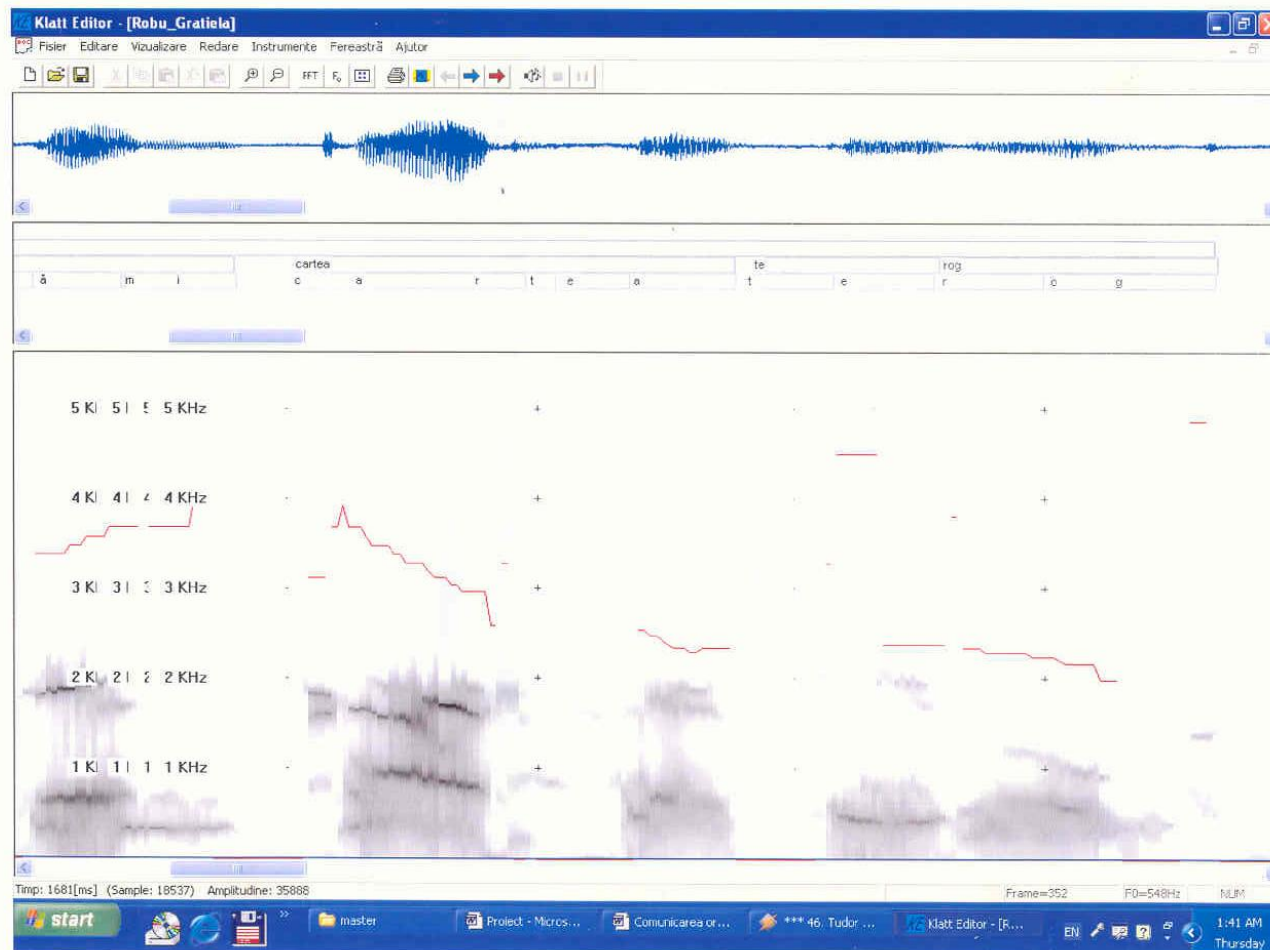 Klatt Editor - [Robu_Gratiela]
Fisier Editare Vizualizare Redare Instrumente Fereastră Ajutor
FFT F₀
cartea te rog
ă m i c a r t e a t e r o g
5 KHz
4 KHz
3 KHz
2 KHz
1 KHz
Timp: 1681[ms] (Sample: 18537) Amplitudine: 35888 Frame=352 F0=548Hz NUM
start » master Proiect - Micros... Comunicarea or... *** 46. Tudor ... Klatt Editor - [R... EN 1:41 AM
Thursday